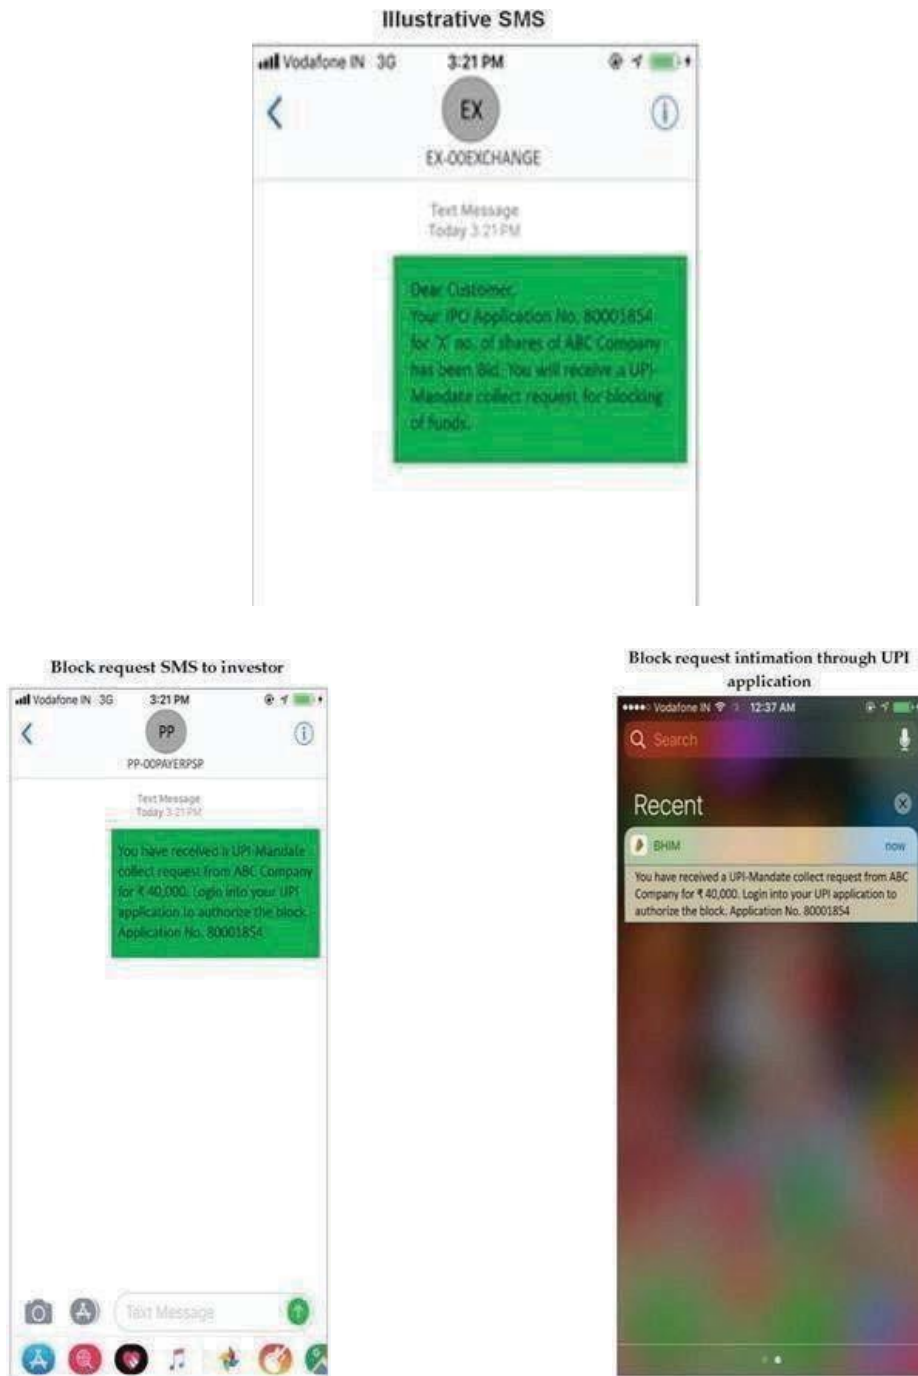 Illustrative SMS
Vodafone IN 3G 3:21 PM
EX
EX-00EXCHANGE
Text Message
Today 3:21 PM
Dear Customer,
Your IPO Application No. 80001854
for 'X' no. of shares of ABC Company
has been Bid. You will receive a UPI-
Mandate collect request for blocking
of funds.
Block request SMS to investor
Vodafone IN 3G 3:21 PM
PP
PP-00PAYERPSP
Text Message
Today 3:21 PM
You have received a UPI-Mandate
collect request from ABC Company
for ₹ 40,000. Login into your UPI
application to authorize the block.
Application No. 80001854
Text Message
Block request intimation through UPI
application
Vodafone IN 12:37 AM
Search
Recent
BHIM now
You have received a UPI-Mandate collect request from ABC
Company for ₹ 40,000. Login into your UPI application to
authorize the block. Application No. 80001854